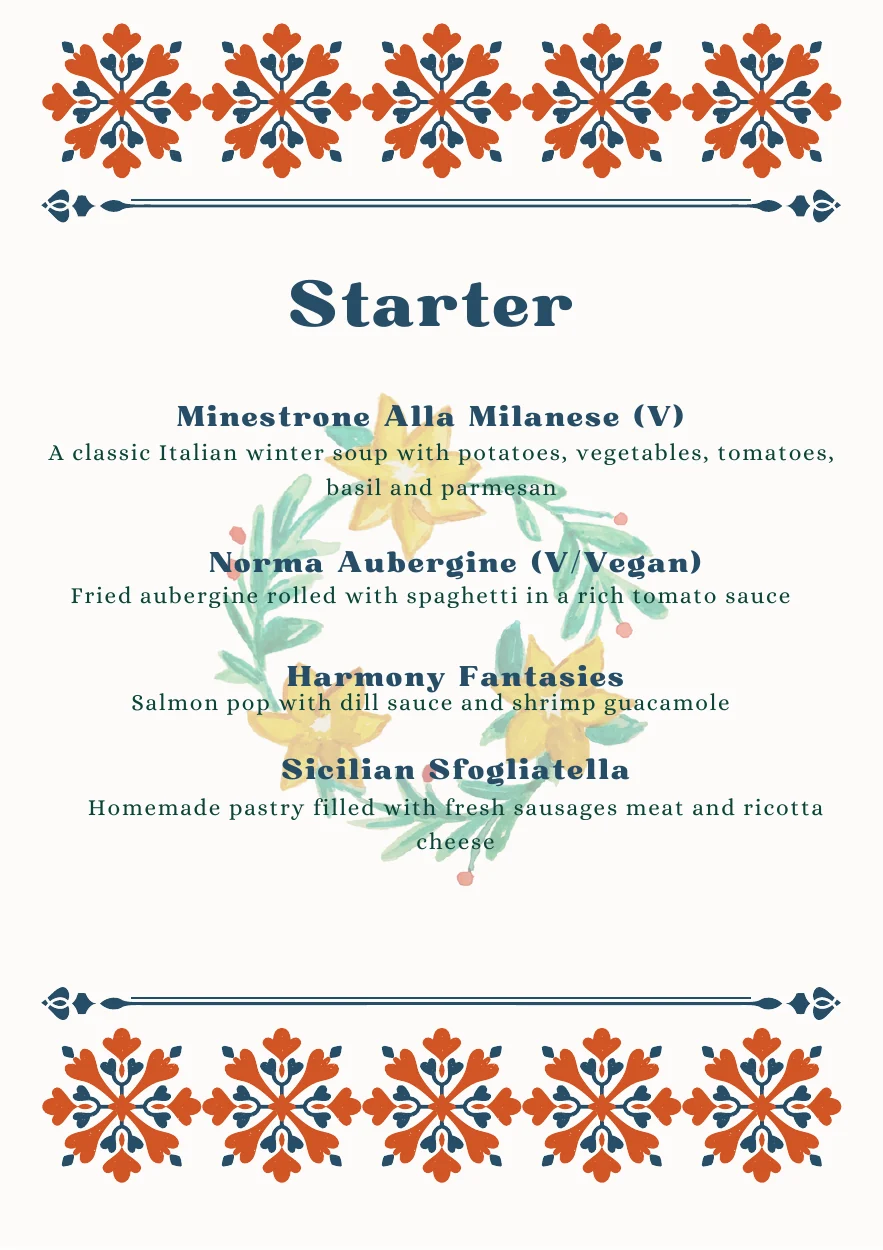 Starter
Minestrone Alla Milanese (V)
A classic Italian winter soup with potatoes, vegetables, tomatoes,
basil and parmesan
Norma Aubergine (V/Vegan)
Fried aubergine rolled with spaghetti in a rich tomato sauce
Harmony Fantasies
Salmon pop with dill sauce and shrimp guacamole
Sicilian Sfogliatella
Homemade pastry filled with fresh sausages meat and ricotta
cheese